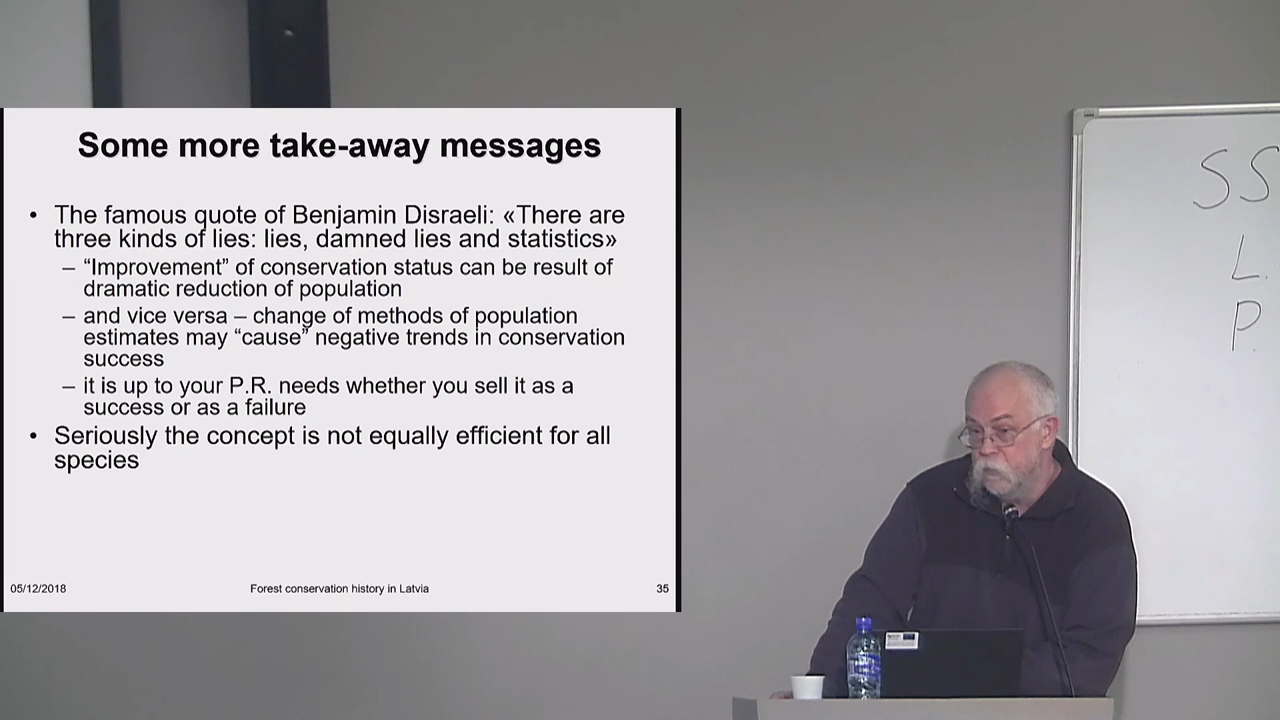 Some more take-away messages
• The famous quote of Benjamin Disraeli: «There are
three kinds of lies: lies, damned lies and statistics»
– “Improvement” of conservation status can be result of
dramatic reduction of population
– and vice versa – change of methods of population
estimates may “cause” negative trends in conservation
success
– it is up to your P.R. needs whether you sell it as a
success or as a failure
• Seriously the concept is not equally efficient for all
species
05/12/2018
Forest conservation history in Latvia
35
SS
L.
P.